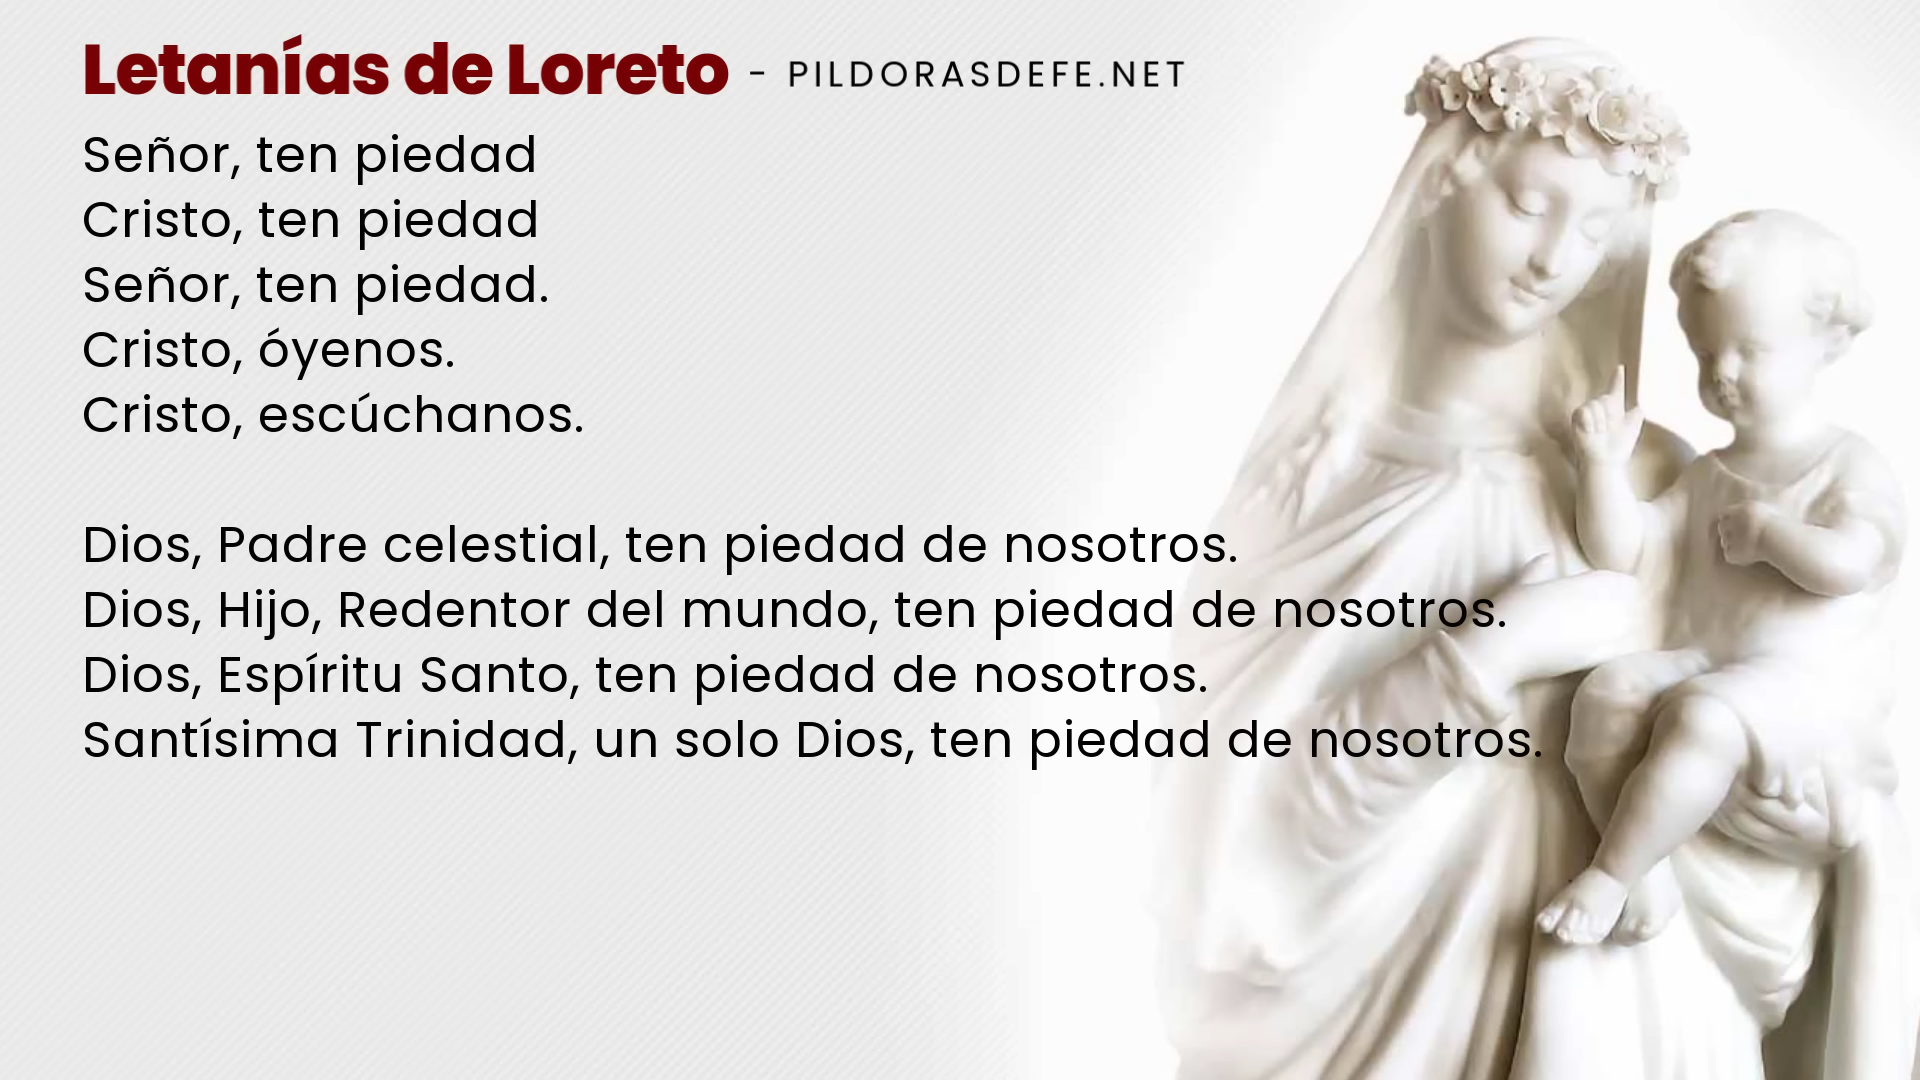 Letanías de Loreto - PILDORASDEFE.NET
Señor, ten piedad
Cristo, ten piedad
Señor, ten piedad.
Cristo, óyenos.
Cristo, escúchanos.
Dios, Padre celestial, ten piedad de nosotros.
Dios, Hijo, Redentor del mundo, ten piedad de nosotros.
Dios, Espíritu Santo, ten piedad de nosotros.
Santísima Trinidad, un solo Dios, ten piedad de nosotros.